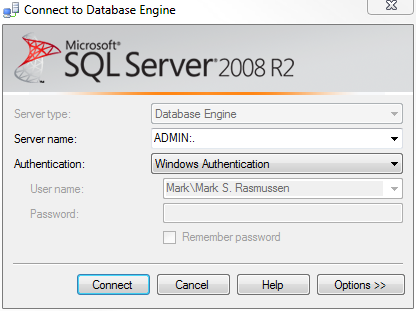 Connect to Database Engine
Microsoft®
SQL Server® 2008 R2
Server type: Database Engine
Server name: ADMIN:.
Authentication: Windows Authentication
User name: Mark\Mark S. Rasmussen
Password:
Remember password
Connect Cancel Help Options >>